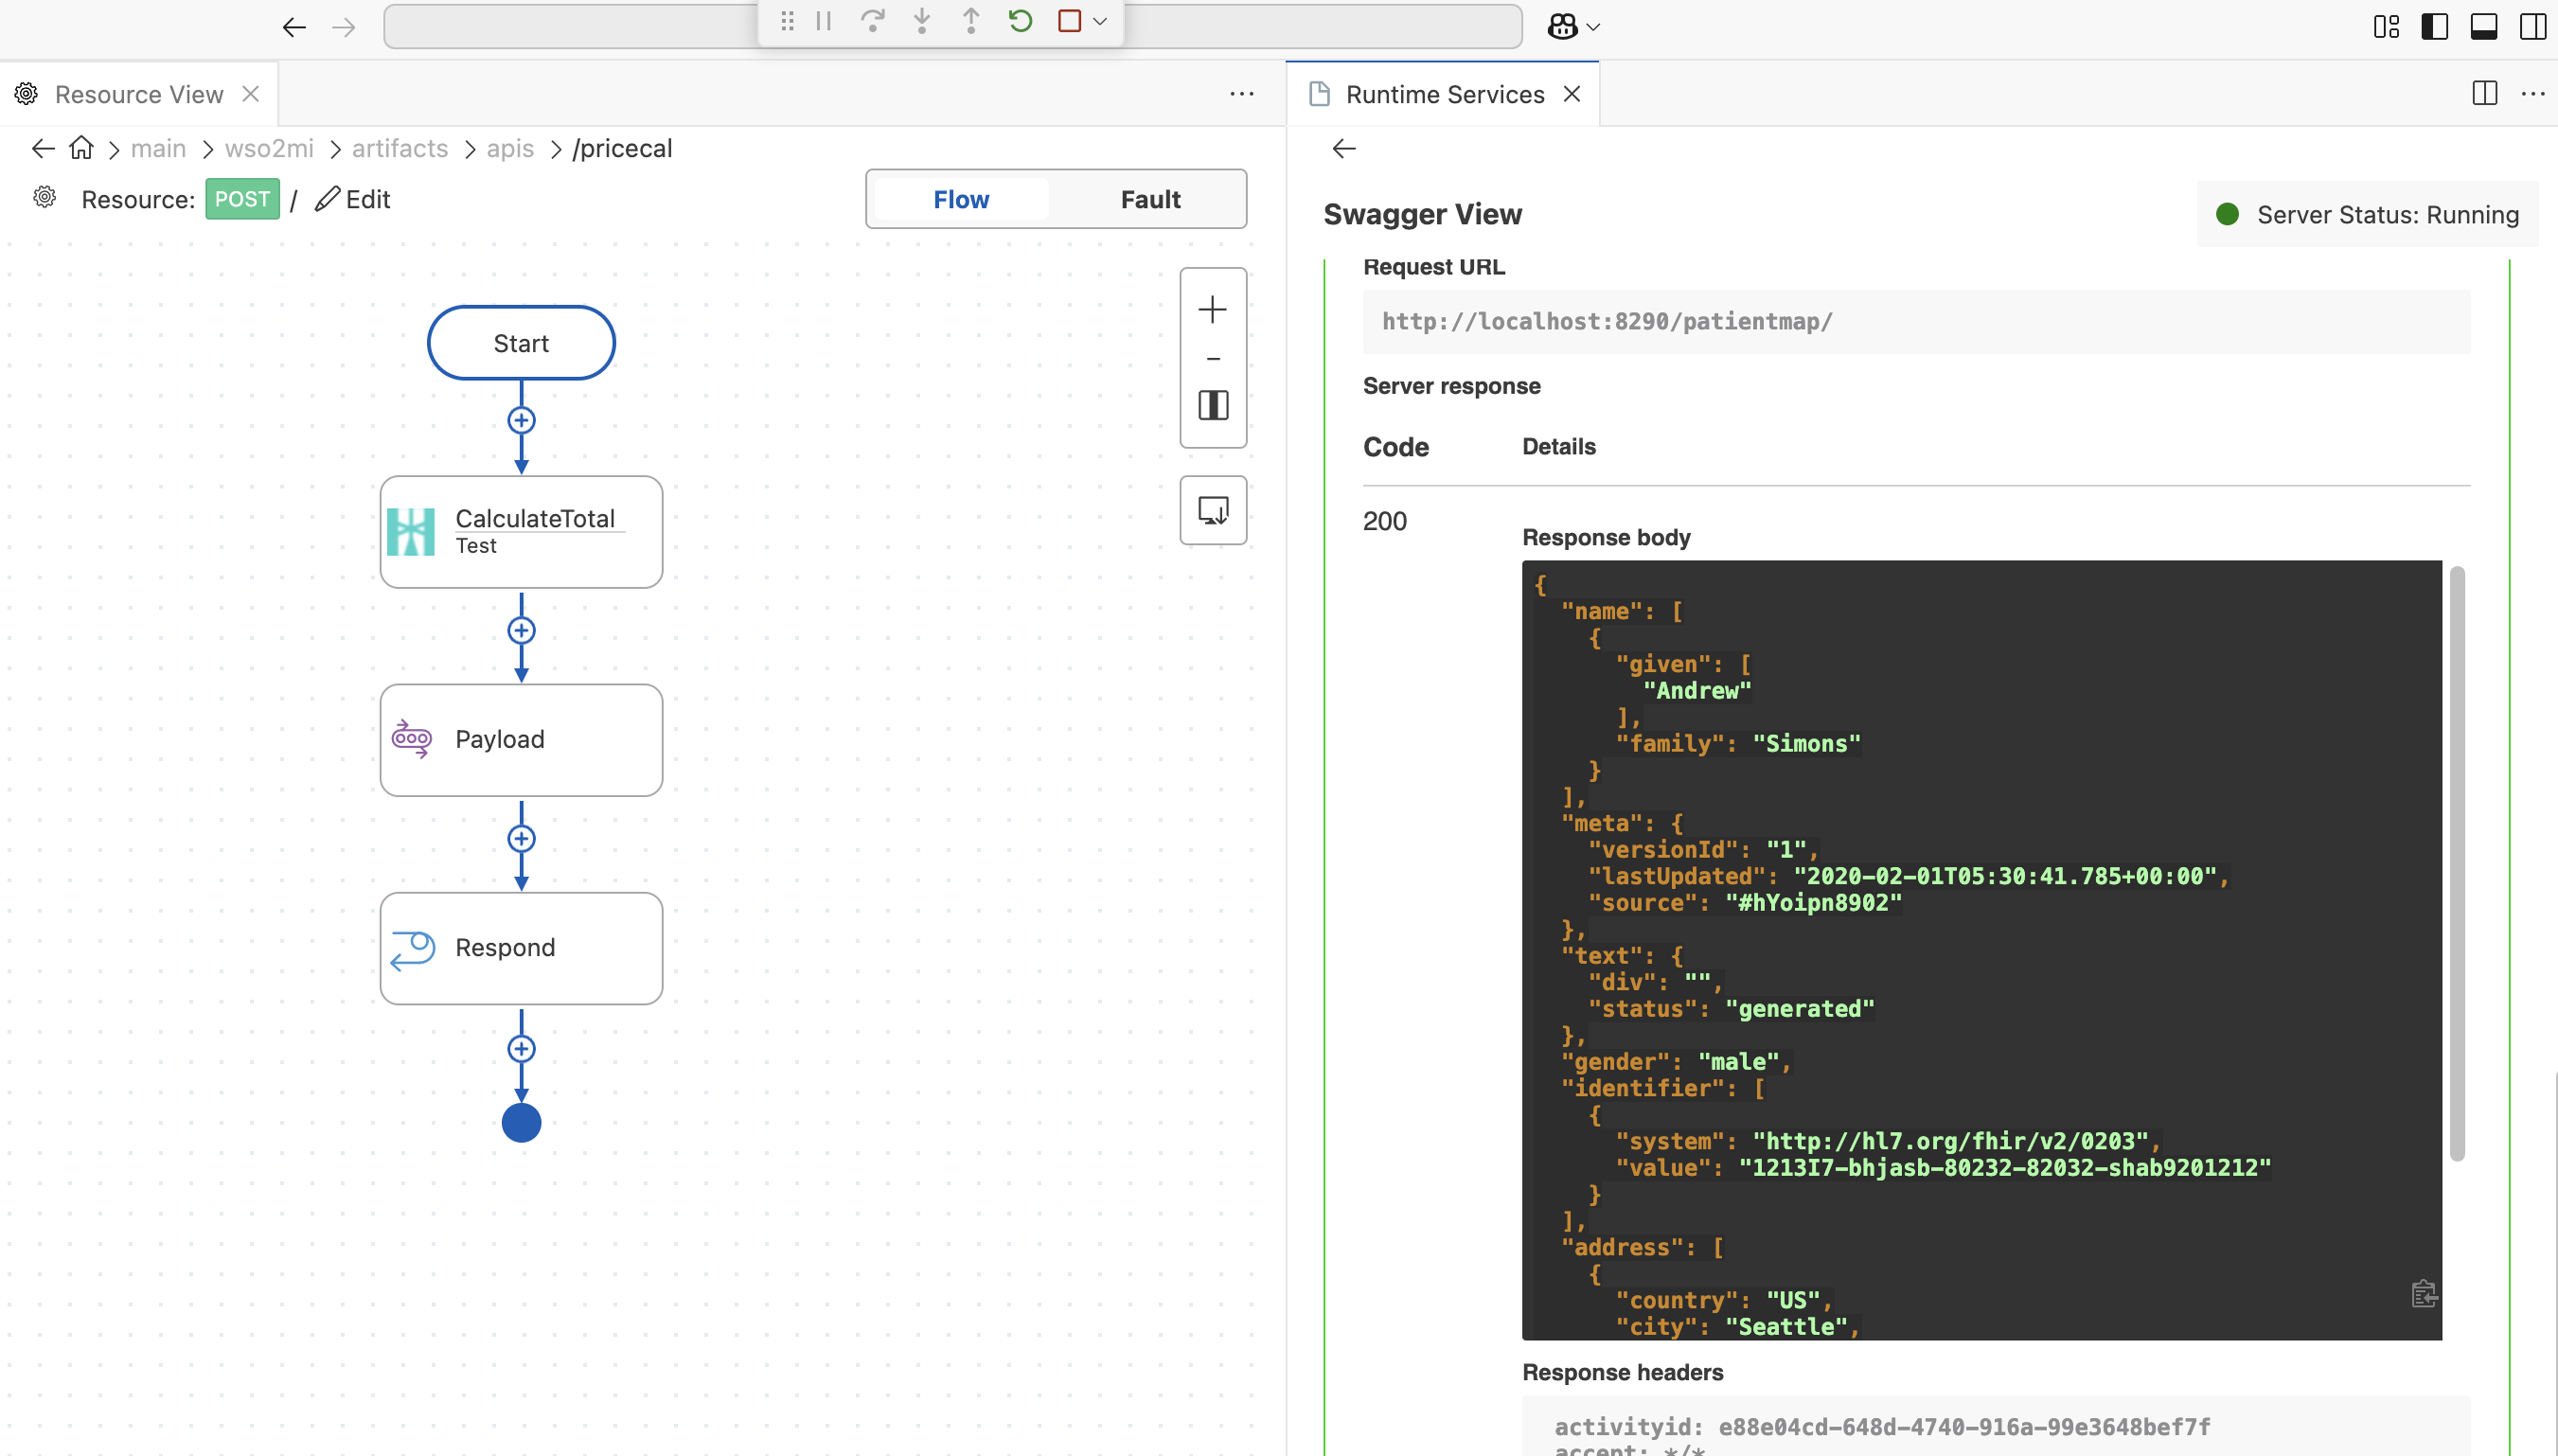 Resource View
main
wso2mi
artifacts
apis
/pricecal
Resource:
POST
/
Edit
Flow
Fault
Start
CalculateTotal
Test
Payload
Respond
Runtime Services
Swagger View
Server Status: Running
Request URL
http://localhost:8290/patientmap/
Server response
Code
Details
200
Response body
{
"name": [
{
"given": [
"Andrew"
],
"family": "Simons"
}
],
"meta": {
"versionId": "1",
"lastUpdated": "2020-02-01T05:30:41.785+00:00",
"source": "#hYoipn8902"
},
"text": {
"div": "",
"status": "generated"
},
"gender": "male",
"identifier": [
{
"system": "http://hl7.org/fhir/v2/0203",
"value": "1213I7-bhjasb-80232-82032-shab9201212"
}
],
"address": [
{
"country": "US",
"city": "Seattle",
Response headers
activityid: e88e04cd-648d-4740-916a-99e3648bef7f
accept: */*